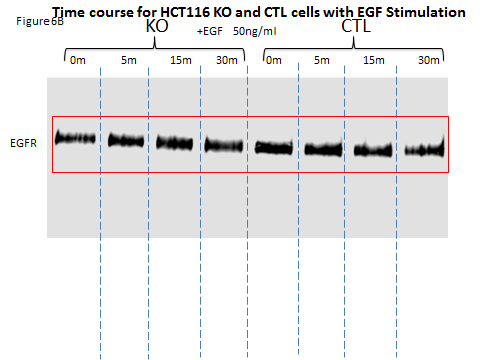 Time course for HCT116 KO and CTL cells with EGF Stimulation
Figure6B
KO
+EGF 50ng/ml
CTL
0m 5m 15m 30m 0m 5m 15m 30m
EGFR